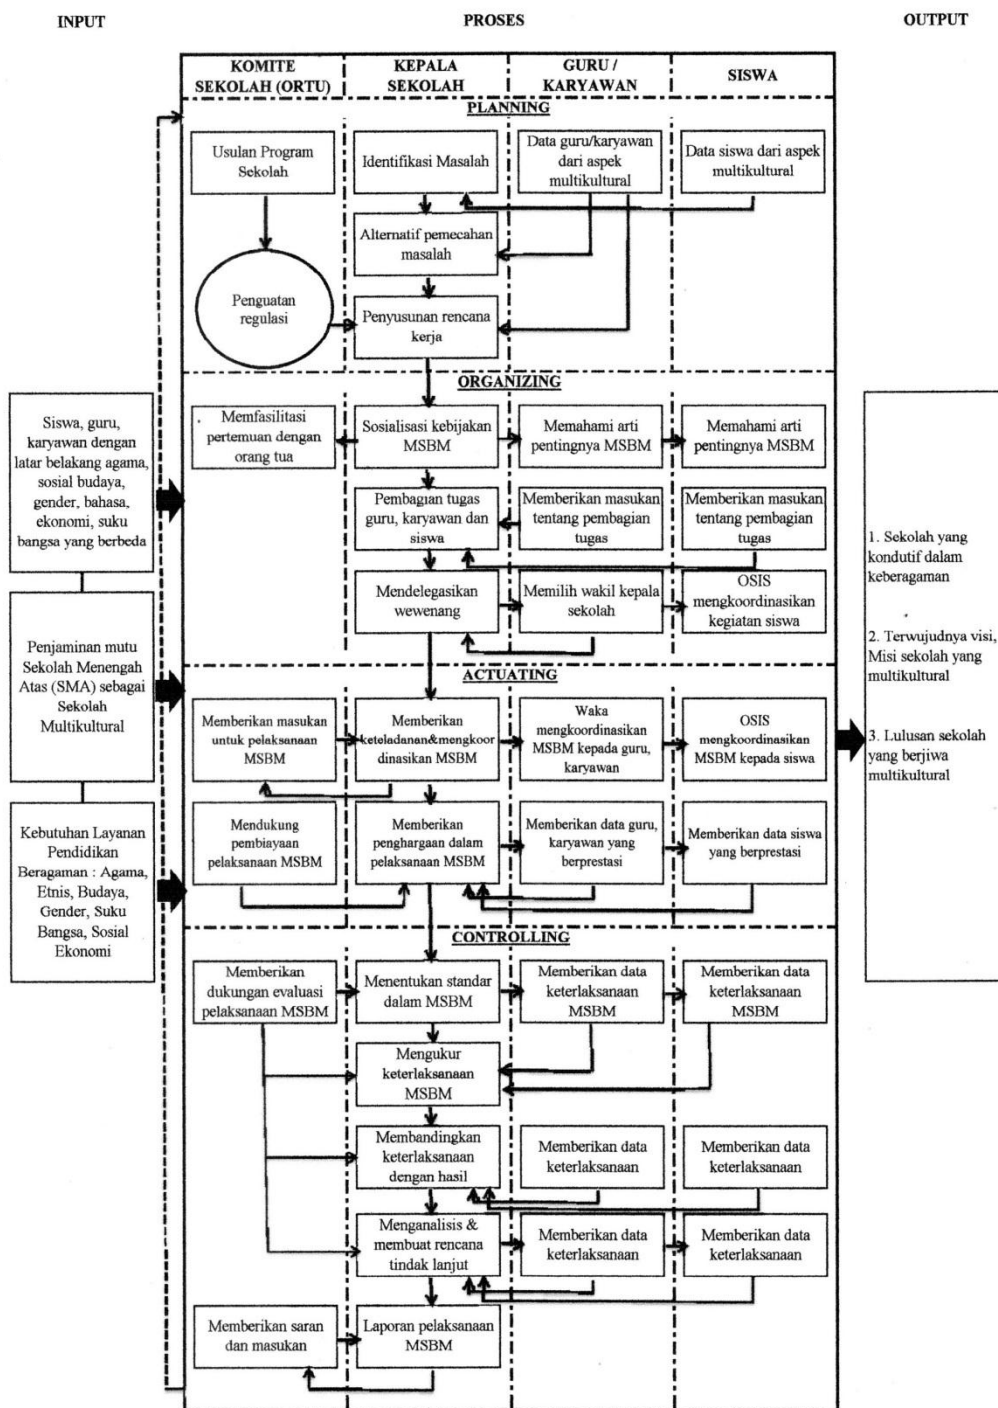 INPUT
PROSES
OUTPUT
KOMITE
SEKOLAH (ORTU)
KEPALA
SEKOLAH
GURU /
KARYAWAN
SISWA
PLANNING
Usulan Program
Sekolah
Identifikasi Masalah
Data guru/karyawan
dari aspek
multikultural
Data siswa dari aspek
multikultural
Alternatif pemecahan
masalah
Penguatan
regulasi
Penyusunan rencana
kerja
ORGANIZING
Memfasilitasi
pertemuan dengan
orang tua
Sosialisasi kebijakan
MSBM
Memahami arti
pentingnya MSBM
Memahami arti
pentingnya MSBM
Pembagian tugas
guru, karyawan dan
siswa
Memberikan masukan
tentang pembagian
tugas
Memberikan masukan
tentang pembagian
tugas
Mendelegasikan
wewenang
Memilih wakil kepala
sekolah
OSIS
mengkoordinasikan
kegiatan siswa
ACTUATING
Memberikan masukan
untuk pelaksanaan
MSBM
Memberikan
keteladanan&mengkoor
dinasikan MSBM
Waka
mengkordinasikan
MSBM kepada guru,
karyawan
OSIS
mengkordinasikan
MSBM kepada siswa
Mendukung
pembiayaan
pelaksanaan MSBM
Memberikan
penghargaan dalam
pelaksanaan MSBM
Memberikan data guru,
karyawan yang
berprestasi
Memberikan data siswa
yang berprestasi
CONTROLLING
Memberikan
dukungan evaluasi
pelaksanaan MSBM
Menentukan standar
dalam MSBM
Memberikan data
keterlaksanaan
MSBM
Memberikan data
keterlaksanaan
MSBM
Mengukur
keterlaksanaan
MSBM
Membandingkan
keterlaksanaan
dengan hasil
Memberikan data
keterlaksanaan
Memberikan data
keterlaksanaan
Menganalisis &
membuat rencana
tindak lanjut
Memberikan data
keterlaksanaan
Memberikan data
keterlaksanaan
Memberikan saran
dan masukan
Laporan pelaksanaan
MSBM
Siswa, guru,
karyawan dengan
latar belakang agama,
sosial budaya,
gender, bahasa,
ekonomi, suku
bangsa yang berbeda
Penjaminan mutu
Sekolah Menengah
Atas (SMA) sebagai
Sekolah
Multikultural
Kebutuhan Layanan
Pendidikan
Beragaman : Agama,
Etnis, Budaya,
Gender, Suku
Bangsa, Sosial
Ekonomi
1. Sekolah yang
kondutif dalam
keberagaman
2. Terwujudnya visi,
Misi sekolah yang
multikultural
3. Lulusan sekolah
yang berjiwa
multikultural